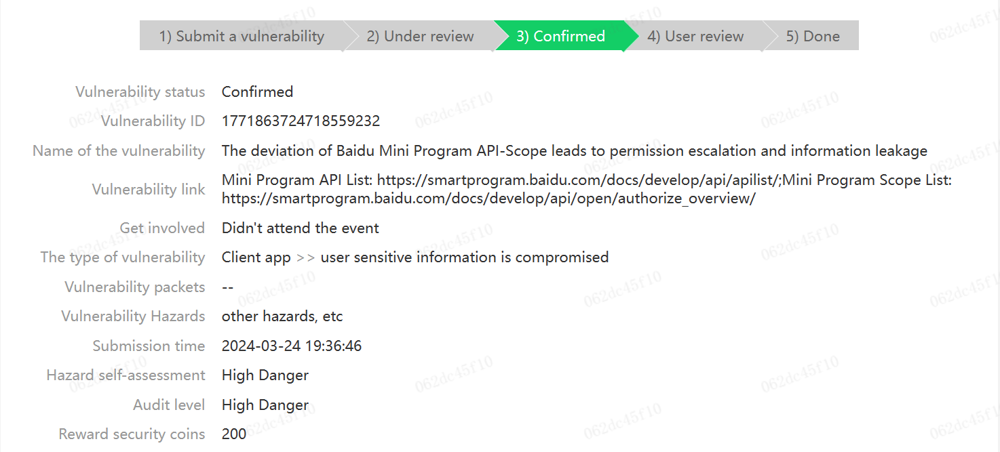 1) Submit a vulnerability 2) Under review 3) Confirmed 4) User review 5) Done
Vulnerability status Confirmed
Vulnerability ID 1771863724718559232
Name of the vulnerability The deviation of Baidu Mini Program API-Scope leads to permission escalation and information leakage
Vulnerability link Mini Program API List: https://smartprogram.baidu.com/docs/develop/api/apilist/;Mini Program Scope List:
https://smartprogram.baidu.com/docs/develop/api/open/authorize_overview/
Get involved Didn't attend the event
The type of vulnerability Client app >> user sensitive information is compromised
Vulnerability packets --
Vulnerability Hazards other hazards, etc
Submission time 2024-03-24 19:36:46
Hazard self-assessment High Danger
Audit level High Danger
Reward security coins 200
062dc45f10